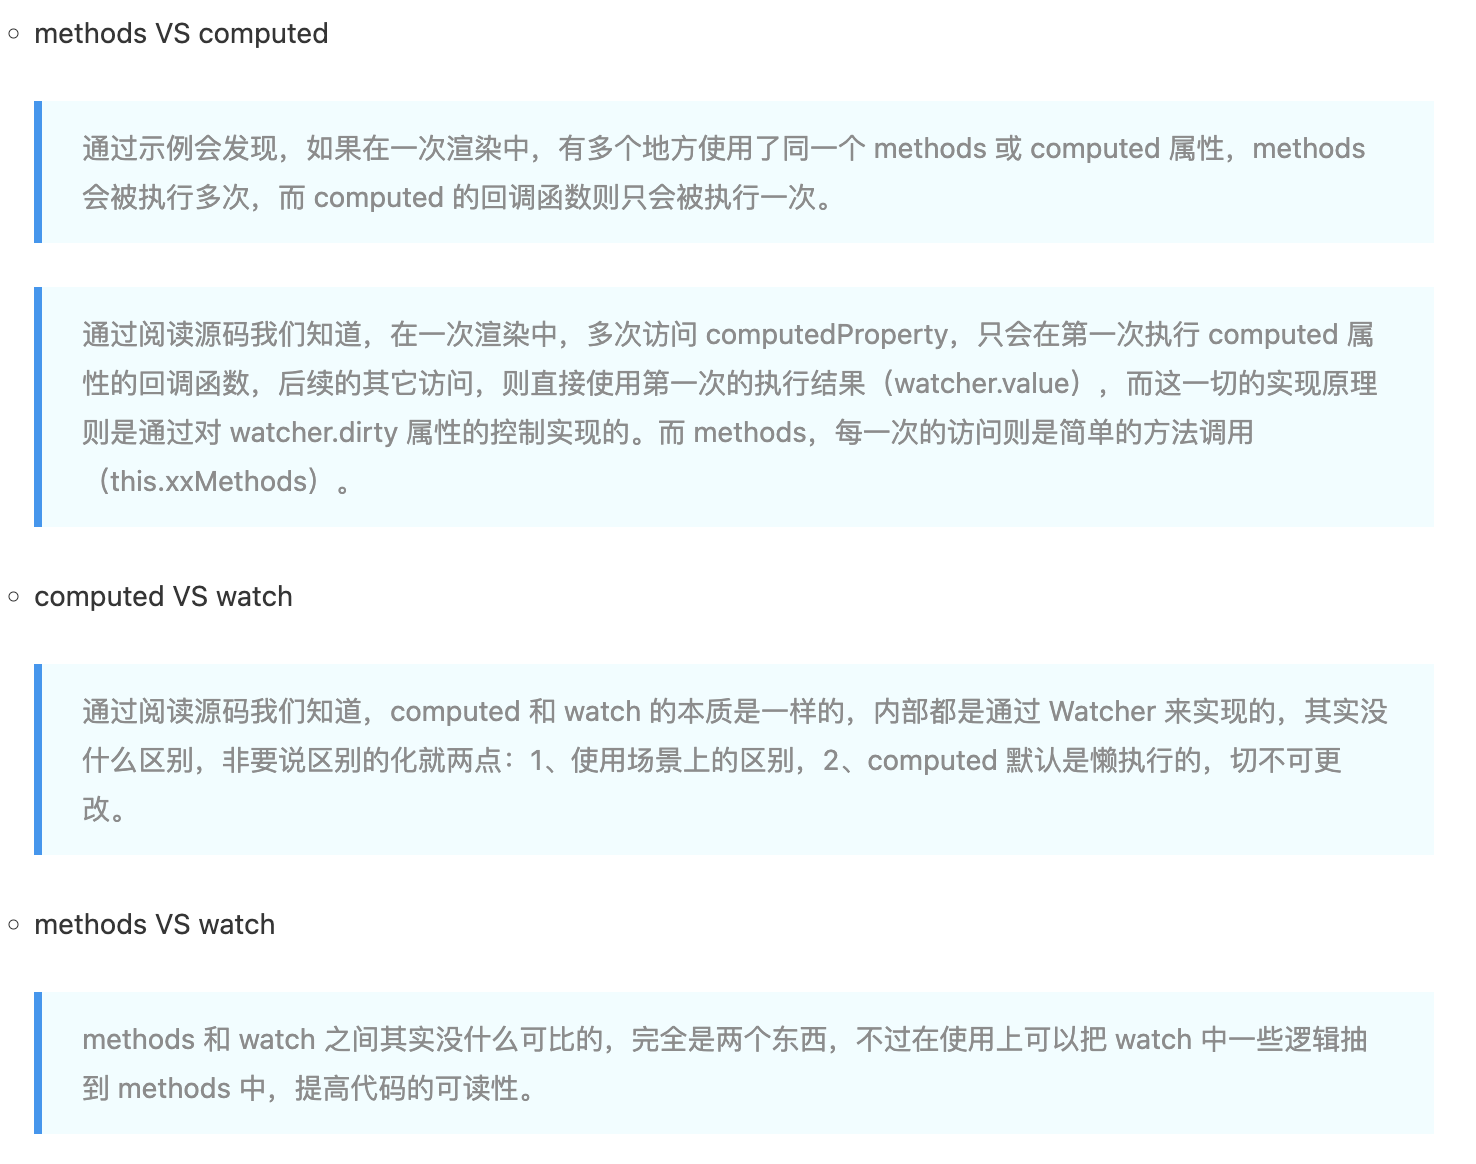 methods VS computed
通过示例会发现，如果在一次渲染中，有多个地方使用了同一个 methods 或 computed 属性，methods
会被执行多次，而 computed 的回调函数则只会被执行一次。
通过阅读源码我们知道，在一次渲染中，多次访问 computedProperty，只会在第一次执行 computed 属
性的回调函数，后续的其它访问，则直接使用第一次的执行结果（watcher.value），而这一切的实现原理
则是通过对 watcher.dirty 属性的控制实现的。而 methods，每一次的访问则是简单的方法调用
（this.xxMethods）。
computed VS watch
通过阅读源码我们知道，computed 和 watch 的本质是一样的，内部都是通过 Watcher 来实现的，其实没
什么区别，非要说区别的化就两点：1、使用场景上的区别，2、computed 默认是懒执行的，切不可更
改。
methods VS watch
methods 和 watch 之间其实没什么可比的，完全是两个东西，不过在使用上可以把 watch 中一些逻辑抽
到 methods 中，提高代码的可读性。